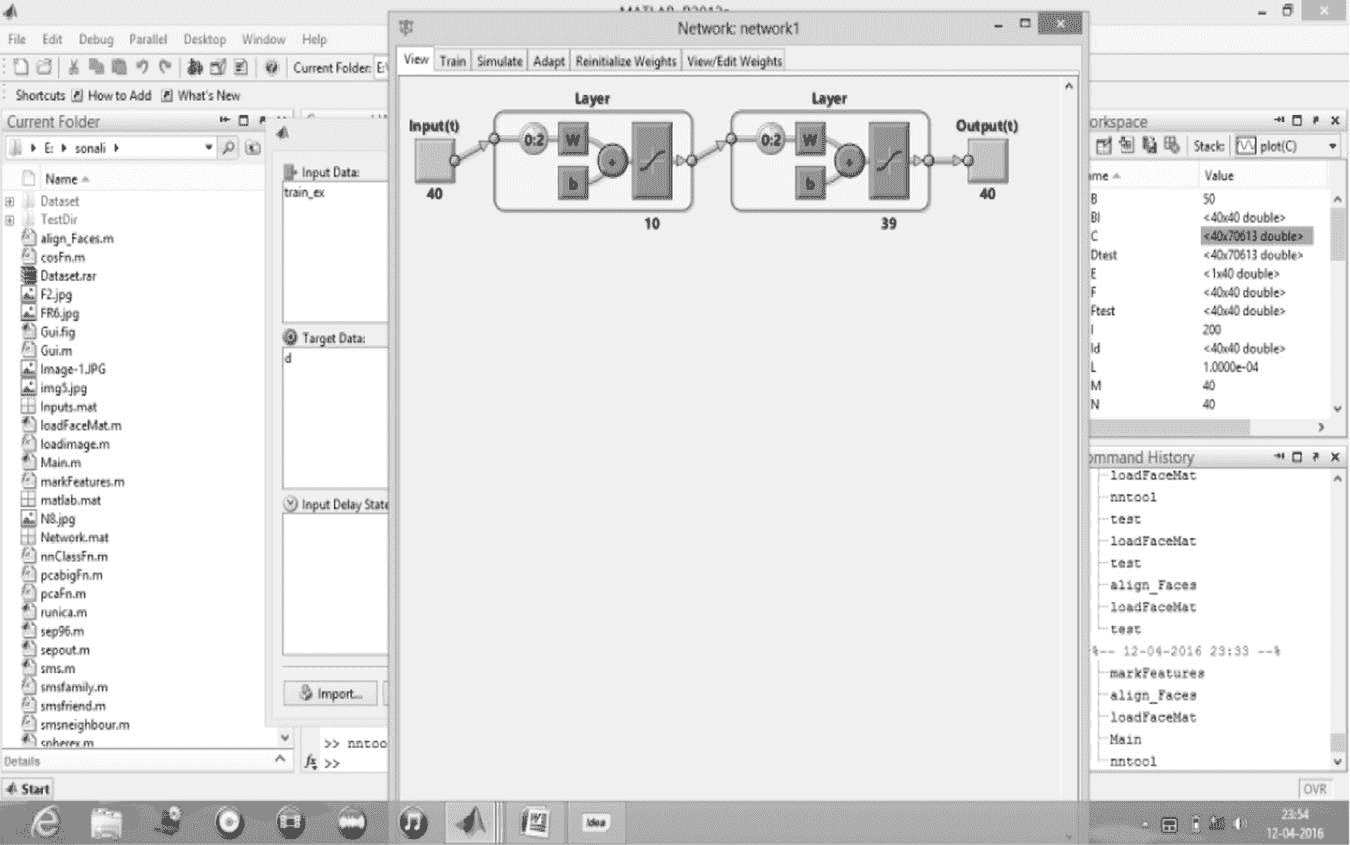 Network: network1
File Edit Debug Parallel Desktop Window Help
Current Folder: E:\
Shortcuts How to Add What's New
Current Folder
E: sonali
Name
Dataset
TestDir
align_Faces.m
cosFn.m
Dataset.rar
F2.jpg
FR6.jpg
Gui.fig
Gui.m
Image-1.JPG
img5.jpg
Inputs.mat
loadFaceMat.m
loadimage.m
Main.m
markFeatures.m
matlab.mat
N8.jpg
Network.mat
nnClassFn.m
pcabigFn.m
pcaFn.m
runica.m
sep96.m
sepout.m
sms.m
smsfamily.m
smsfriend.m
smsneighbour.m
spherex.m
Details
Start
Input Data:
train_ex
Target Data:
d
Input Delay State
Import...
>> nntoo
fx >>
View Train Simulate Adapt Reinitialize Weights View/Edit Weights
Layer Layer
Input(t) Output(t)
0:2 W 0:2 W
b b
40 40
10 39
orkspace
Stack: plot(C)
me Value
B 50
BI <40x40 double>
C <40x70613 double>
Dtest <40x70613 double>
E <1x40 double>
F <40x40 double>
Ftest <40x40 double>
I 200
Id <40x40 double>
L 1.0000e-04
M 40
N 40
ommand History
loadFaceMat
nntool
test
loadFaceMat
test
align_Faces
loadFaceMat
test
%-- 12-04-2016 23:33 --%
markFeatures
align_Faces
loadFaceMat
Main
nntool
OVR
Idea
23:54
12-04-2016